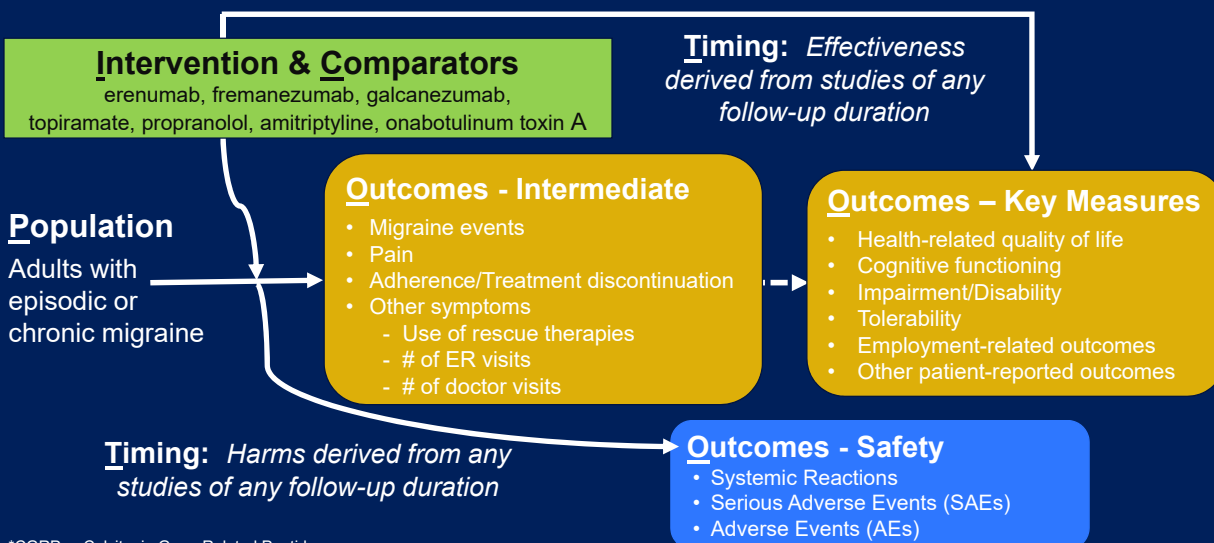 Intervention & Comparators
erenumab, fremanezumab, galcanezumab,
topiramate, propranolol, amitriptyline, onabotulinum toxin A
Timing: Effectiveness
derived from studies of any
follow-up duration
Population
Adults with
episodic or
chronic migraine
Outcomes - Intermediate
• Migraine events
• Pain
• Adherence/Treatment discontinuation
• Other symptoms
- Use of rescue therapies
- # of ER visits
- # of doctor visits
Outcomes – Key Measures
• Health-related quality of life
• Cognitive functioning
• Impairment/Disability
• Tolerability
• Employment-related outcomes
• Other patient-reported outcomes
Timing: Harms derived from any
studies of any follow-up duration
Outcomes - Safety
• Systemic Reactions
• Serious Adverse Events (SAEs)
• Adverse Events (AEs)